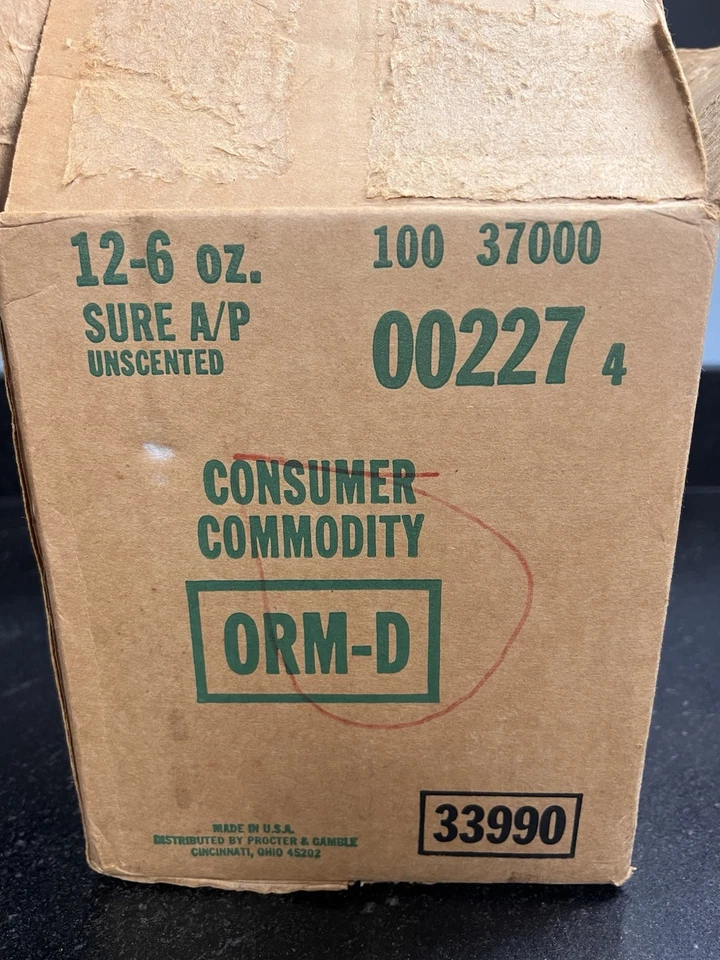 12-6 oz.
SURE A/P
UNSCENTED
100 37000
00227 4
CONSUMER
COMMODITY
ORM-D
MADE IN U.S.A.
DISTRIBUTED BY PROCTER & GAMBLE
CINCINNATI, OHIO 45202
33990